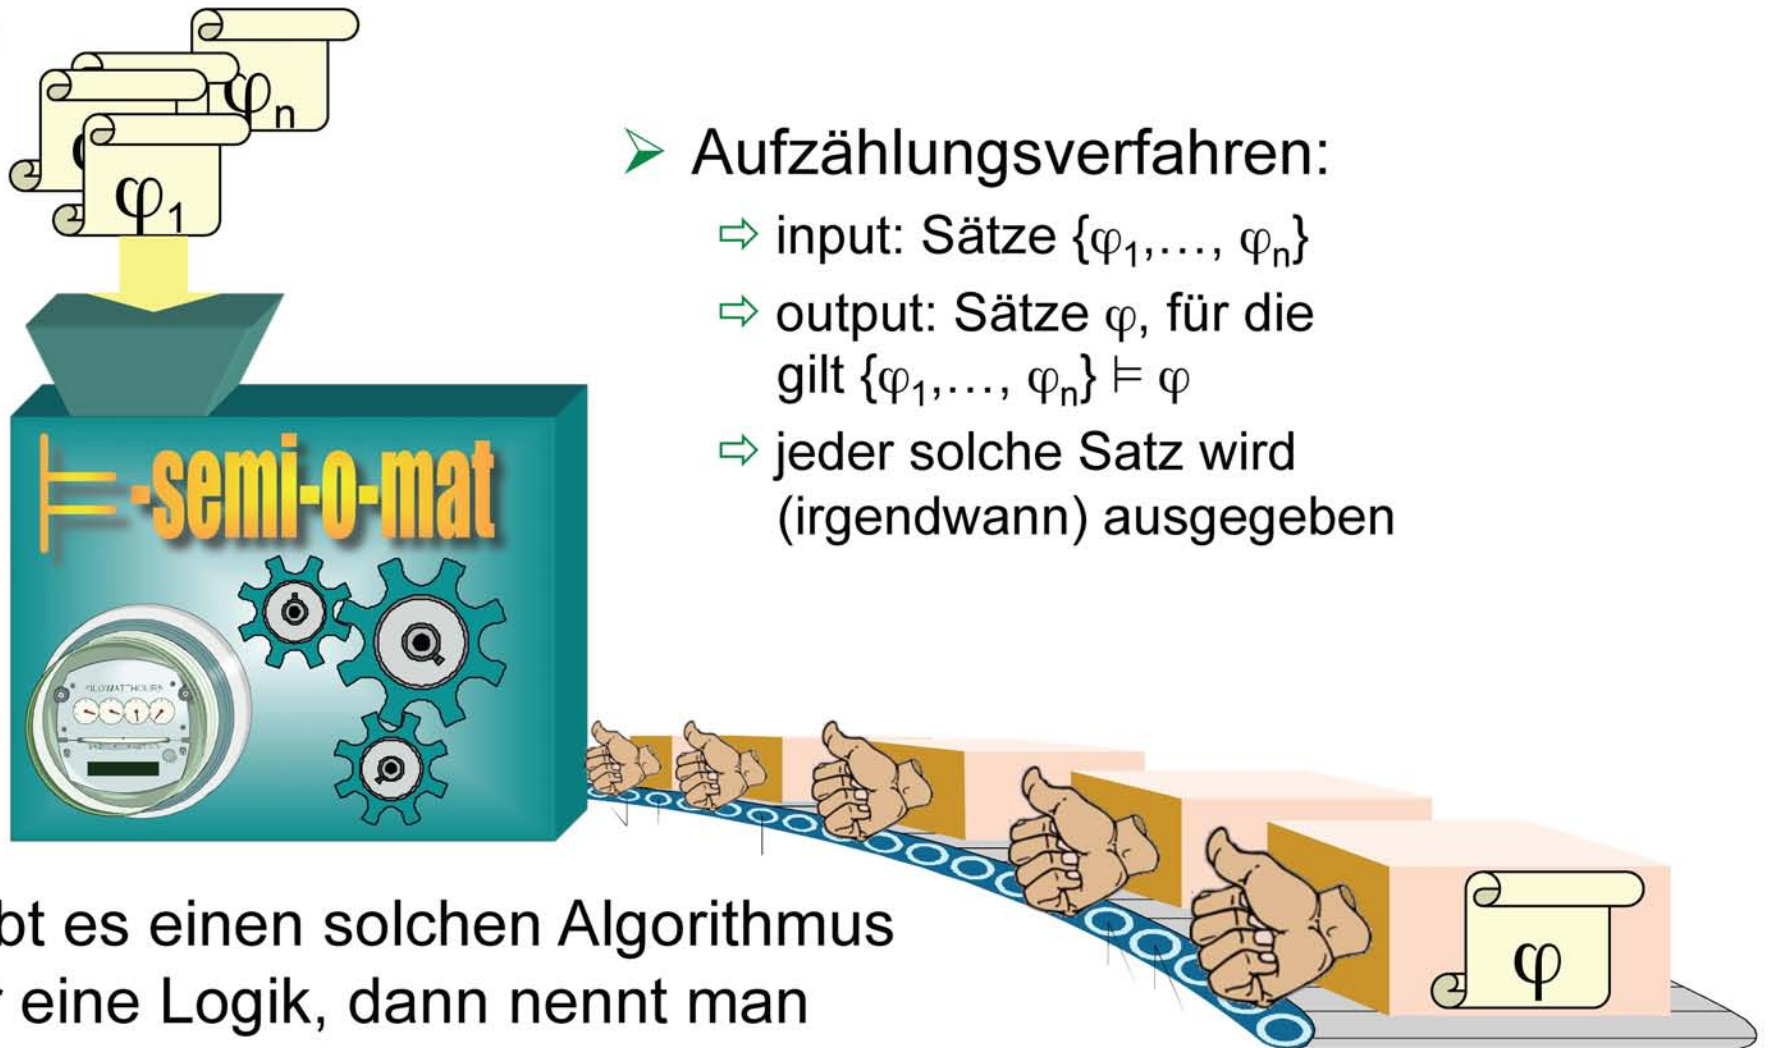 φn
φ1
➢ Aufzählungsverfahren:
⇨ input: Sätze {φ1,…, φn}
⇨ output: Sätze φ, für die
gilt {φ1,…, φn} ⊨ φ
⇨ jeder solche Satz wird
(irgendwann) ausgegeben
⊨-semi-o-mat
KILOWATTHOURS
φ
bt es einen solchen Algorithmus
r eine Logik, dann nennt man